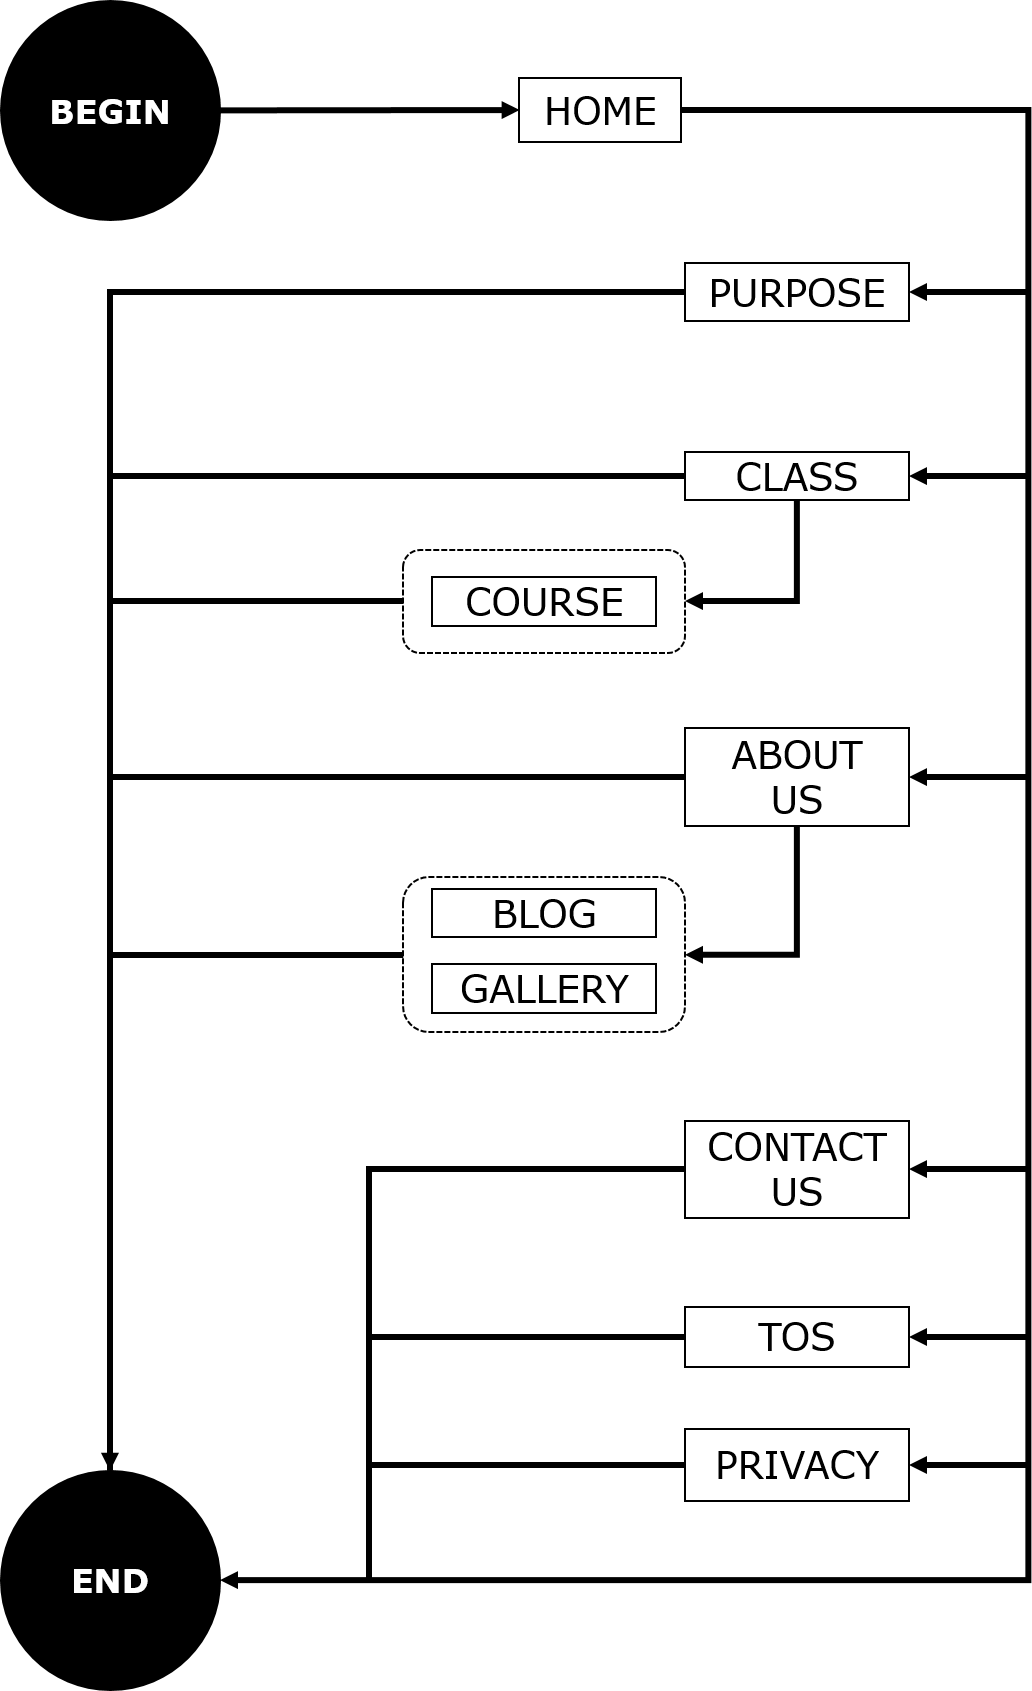 BEGIN
HOME
PURPOSE
CLASS
COURSE
ABOUT
US
BLOG
GALLERY
CONTACT
US
TOS
PRIVACY
END